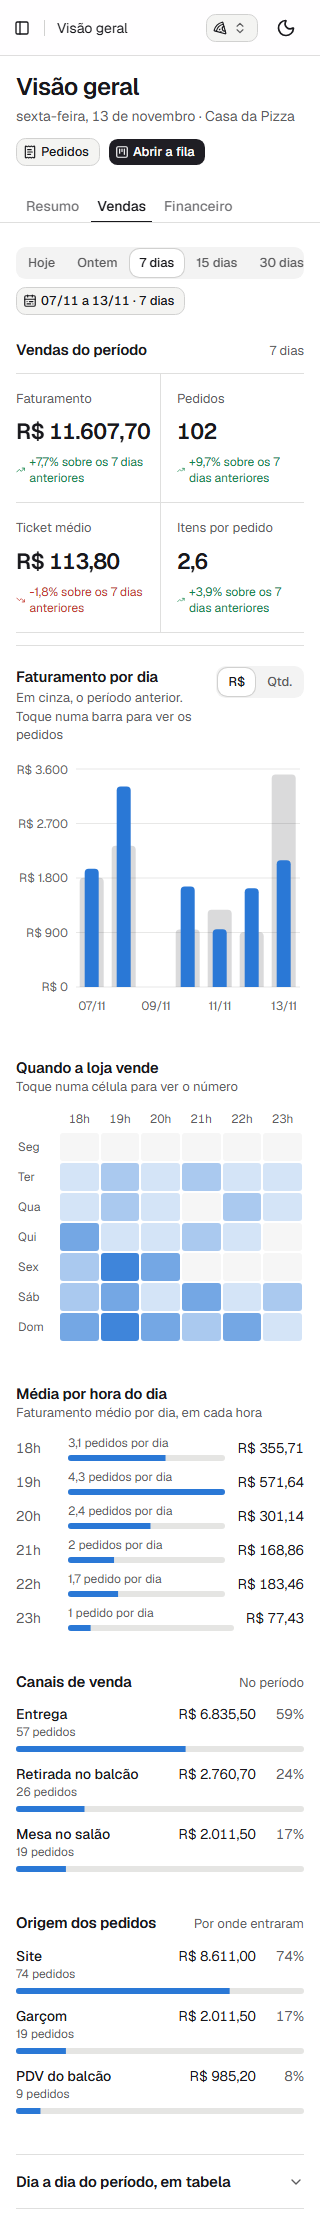 Visão geral
Visão geral
sexta-feira, 13 de novembro · Casa da Pizza
Pedidos
Abrir a fila
Resumo
Vendas
Financeiro
Hoje
Ontem
7 dias
15 dias
30 dias
07/11 a 13/11 · 7 dias
Vendas do período
7 dias
Faturamento
R$ 11.607,70
+7,7% sobre os 7 dias
anteriores
Pedidos
102
+9,7% sobre os 7
dias anteriores
Ticket médio
R$ 113,80
-1,8% sobre os 7 dias
anteriores
Itens por pedido
2,6
+3,9% sobre os 7
dias anteriores
Faturamento por dia
Em cinza, o período anterior.
Toque numa barra para ver os
pedidos
R$
Qtd.
R$ 3.600
R$ 2.700
R$ 1.800
R$ 900
R$ 0
07/11
09/11
11/11
13/11
Quando a loja vende
Toque numa célula para ver o número
18h
19h
20h
21h
22h
23h
Seg
Ter
Qua
Qui
Sex
Sáb
Dom
Média por hora do dia
Faturamento médio por dia, em cada hora
18h
3,1 pedidos por dia
R$ 355,71
19h
4,3 pedidos por dia
R$ 571,64
20h
2,4 pedidos por dia
R$ 301,14
21h
2 pedidos por dia
R$ 168,86
22h
1,7 pedido por dia
R$ 183,46
23h
1 pedido por dia
R$ 77,43
Canais de venda
No período
Entrega
R$ 6.835,50
59%
57 pedidos
Retirada no balcão
R$ 2.760,70
24%
26 pedidos
Mesa no salão
R$ 2.011,50
17%
19 pedidos
Origem dos pedidos
Por onde entraram
Site
R$ 8.611,00
74%
74 pedidos
Garçom
R$ 2.011,50
17%
19 pedidos
PDV do balcão
R$ 985,20
8%
9 pedidos
Dia a dia do período, em tabela